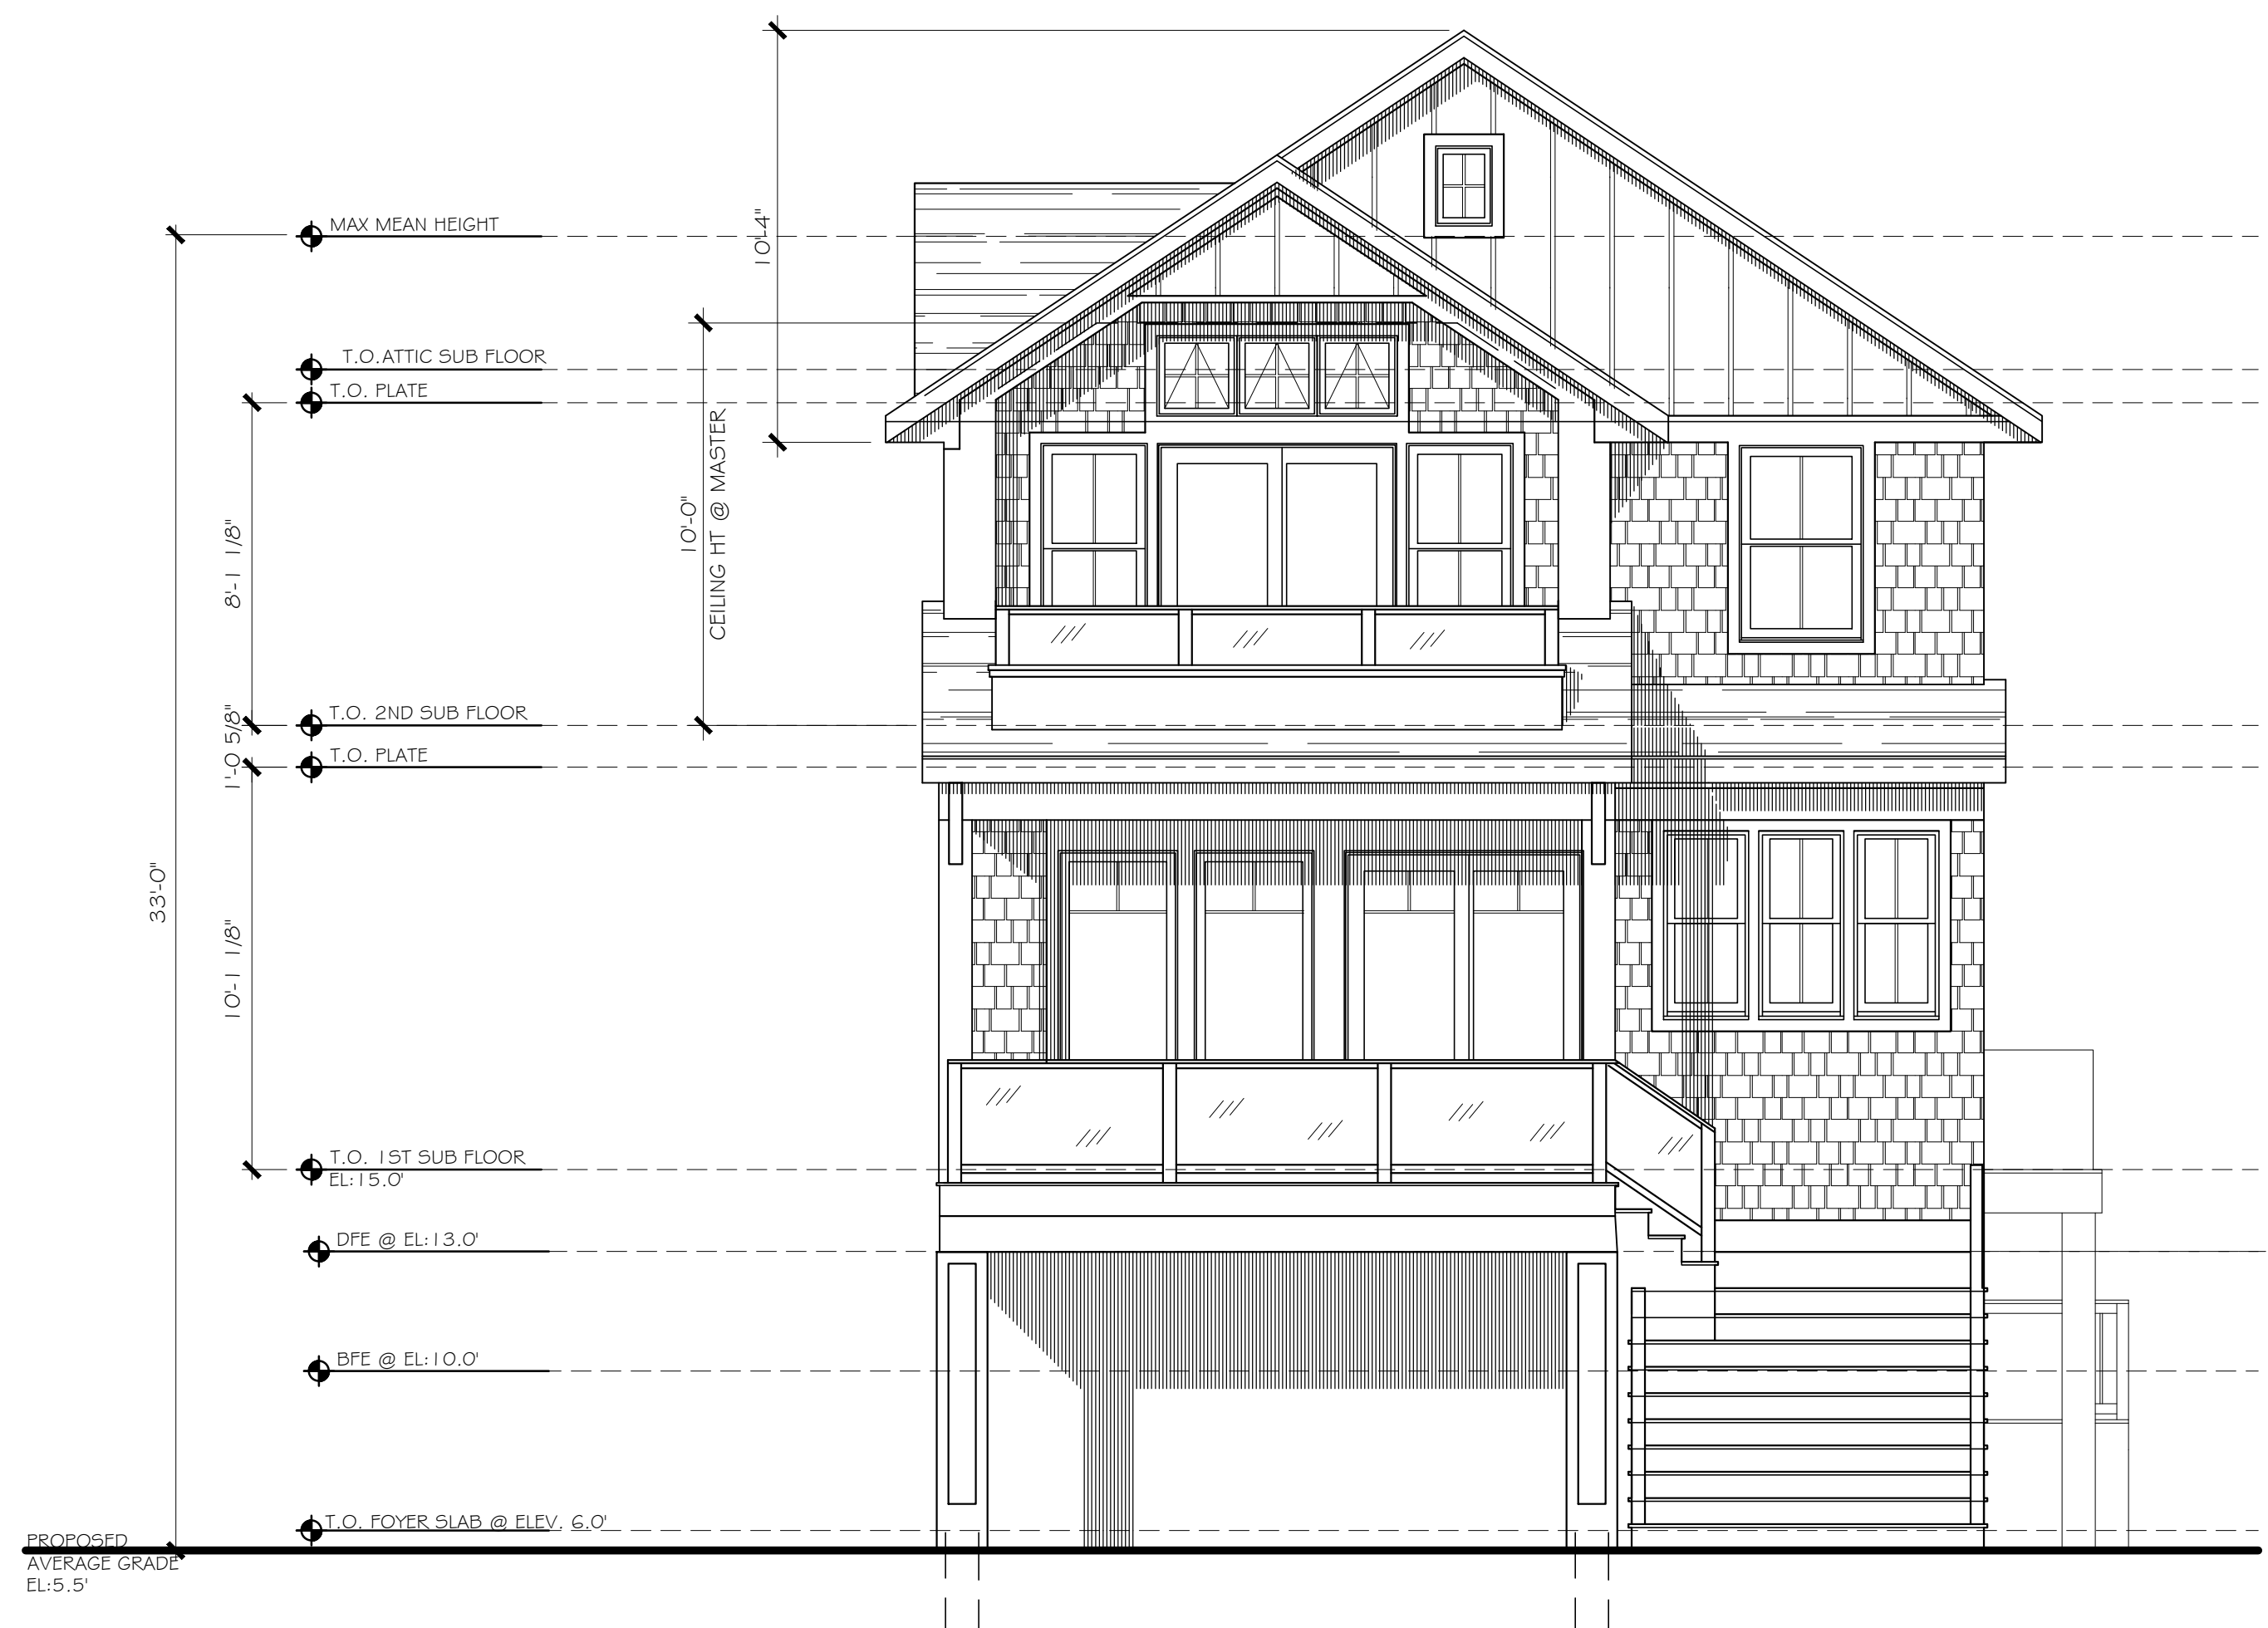 10'-4"
MAX MEAN HEIGHT
T.O.ATTIC SUB FLOOR
T.O. PLATE
8'-1 1/8"
10'-0"
CEILING HT @ MASTER
T.O. 2ND SUB FLOOR
1'-0 5/8"
T.O. PLATE
33'-0"
10'-1 1/8"
T.O. 1ST SUB FLOOR
EL:15.0'
DFE @ EL:13.0'
BFE @ EL:10.0'
T.O. FOYER SLAB @ ELEV. 6.0'
PROPOSED
AVERAGE GRADE
EL:5.5'